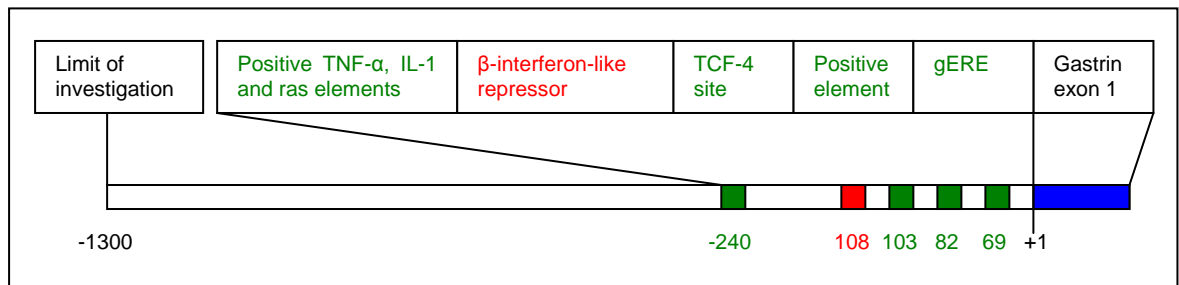 Limit of
investigation
Positive TNF-α, IL-1
and ras elements
β-interferon-like
repressor
TCF-4
site
Positive
element
gERE
Gastrin
exon 1
-1300
-240
108
103
82
69
+1